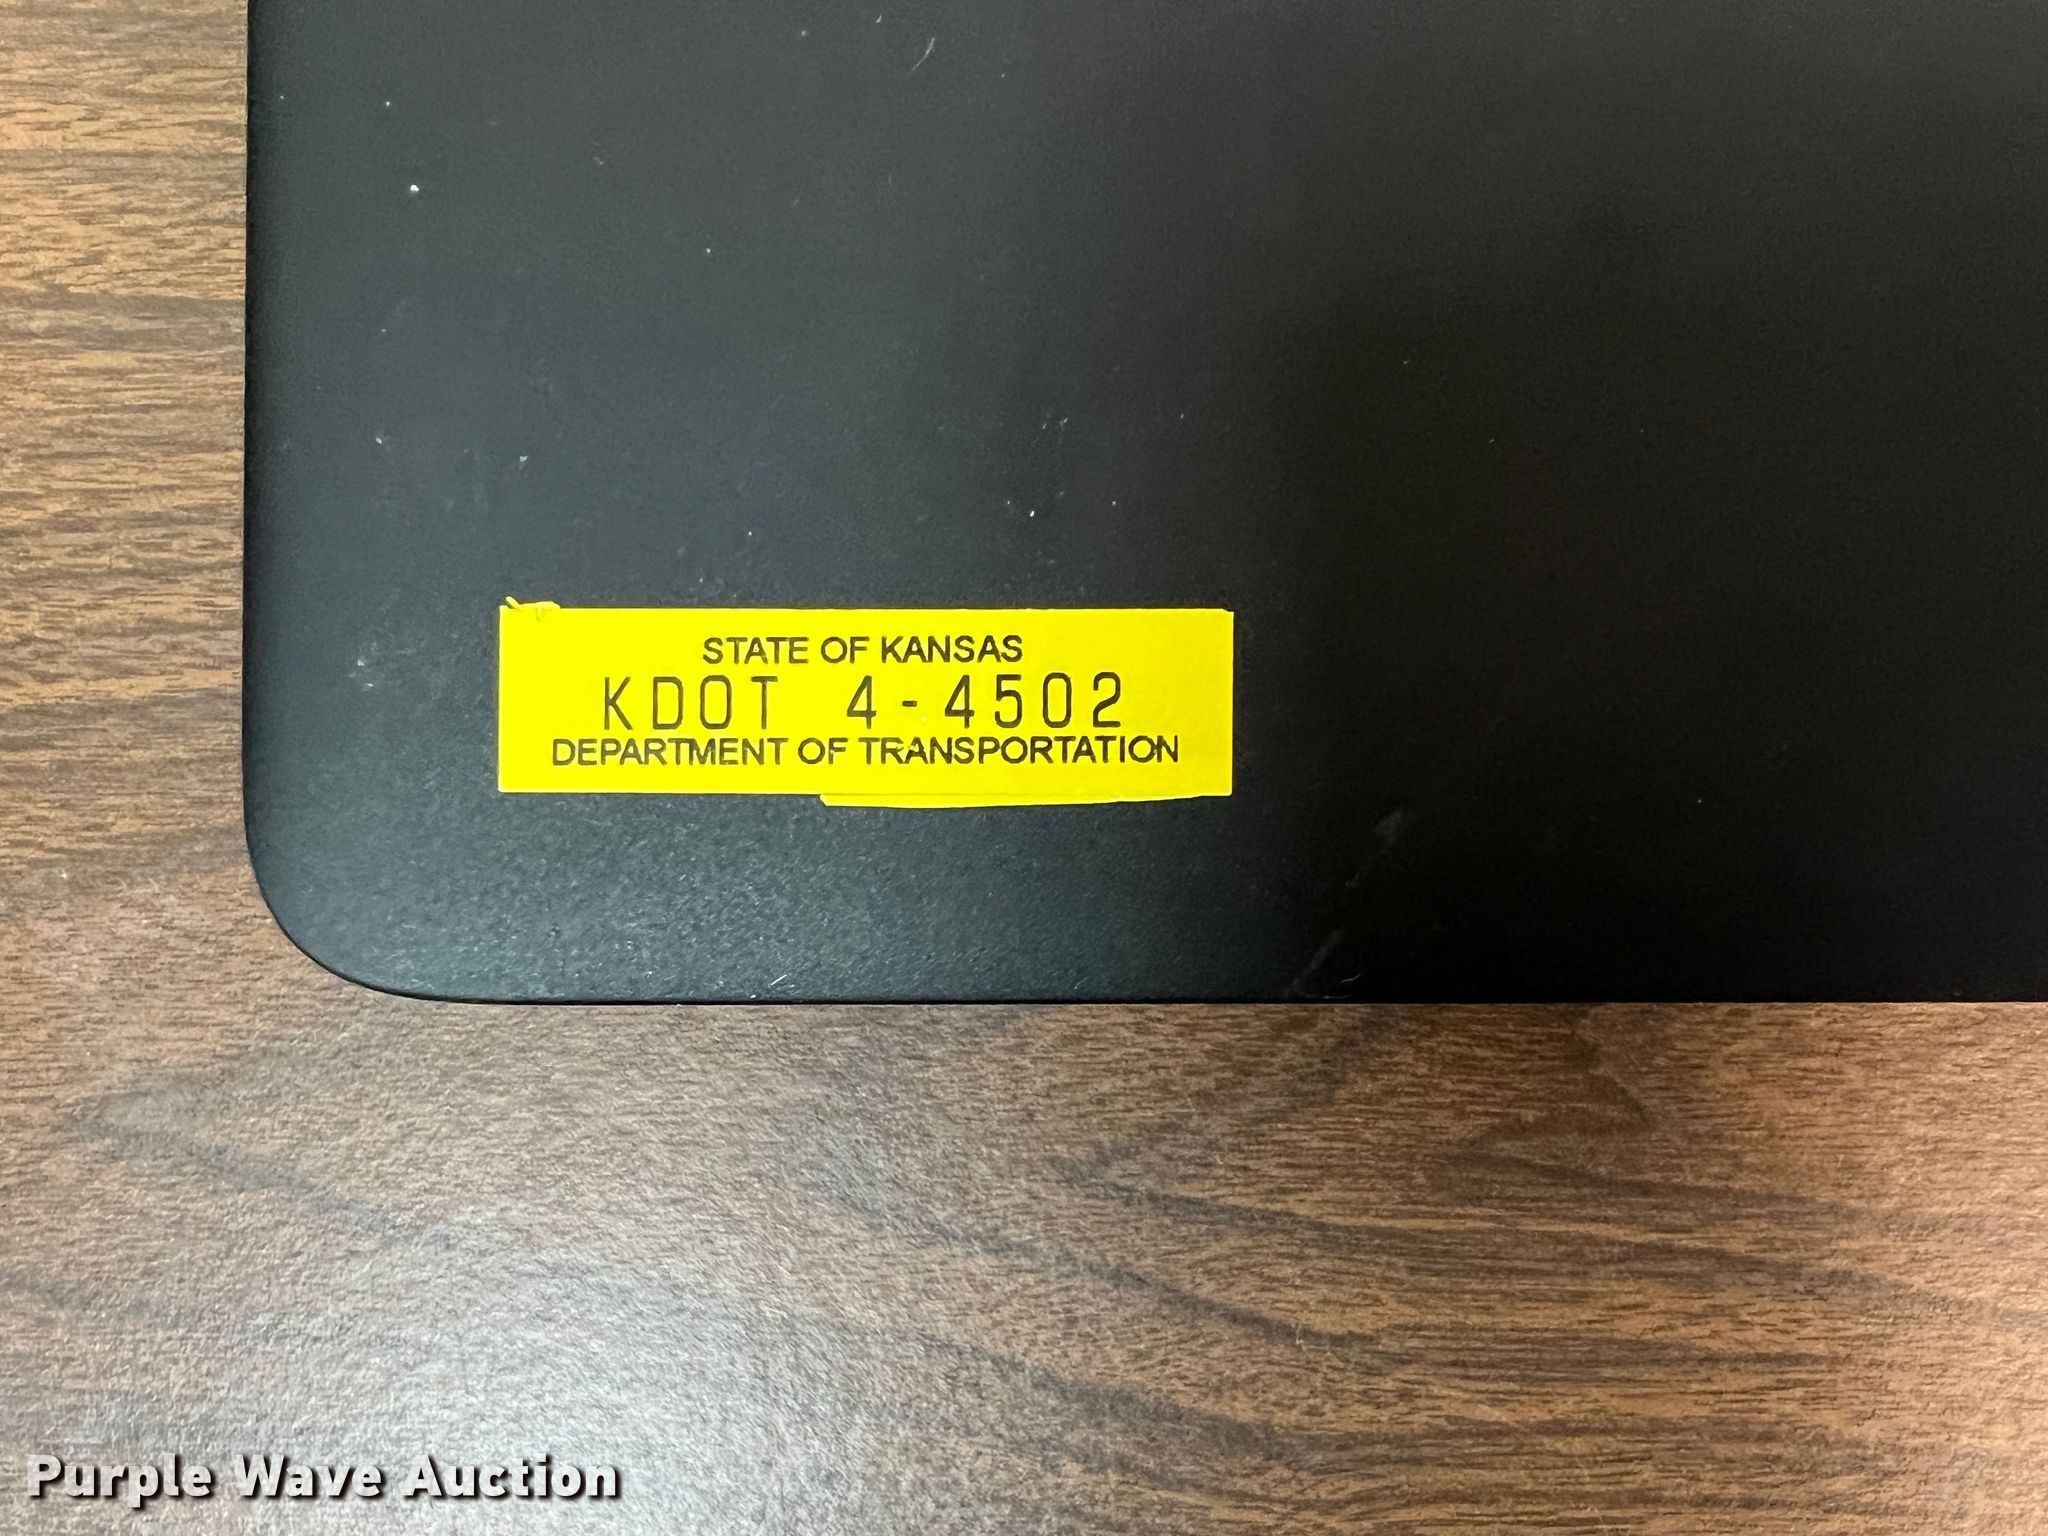 STATE OF KANSAS
KDOT 4-4502
DEPARTMENT OF TRANSPORTATION
Purple Wave Auction